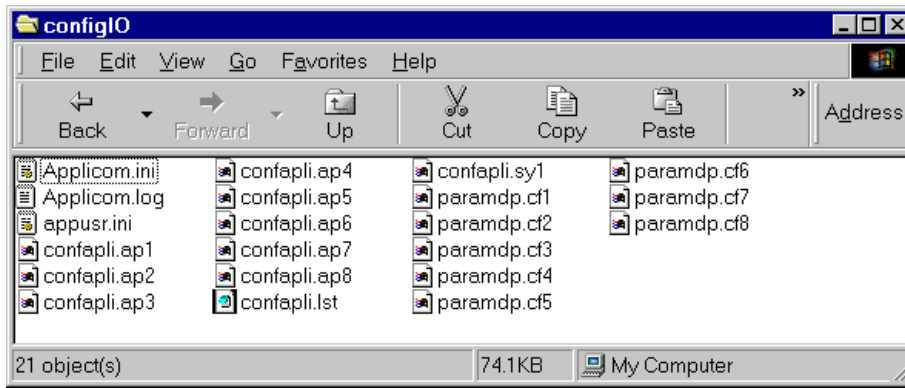 configIO
File Edit View Go Favorites Help
Back Forward Up Cut Copy Paste » Address
Applicom.ini confapli.ap4 confapli.sy1 paramdp.cf6
Applicom.log confapli.ap5 paramdp.cf1 paramdp.cf7
appusr.ini confapli.ap6 paramdp.cf2 paramdp.cf8
confapli.ap1 confapli.ap7 paramdp.cf3
confapli.ap2 confapli.ap8 paramdp.cf4
confapli.ap3 confapli.lst paramdp.cf5
21 object(s) 74.1KB My Computer